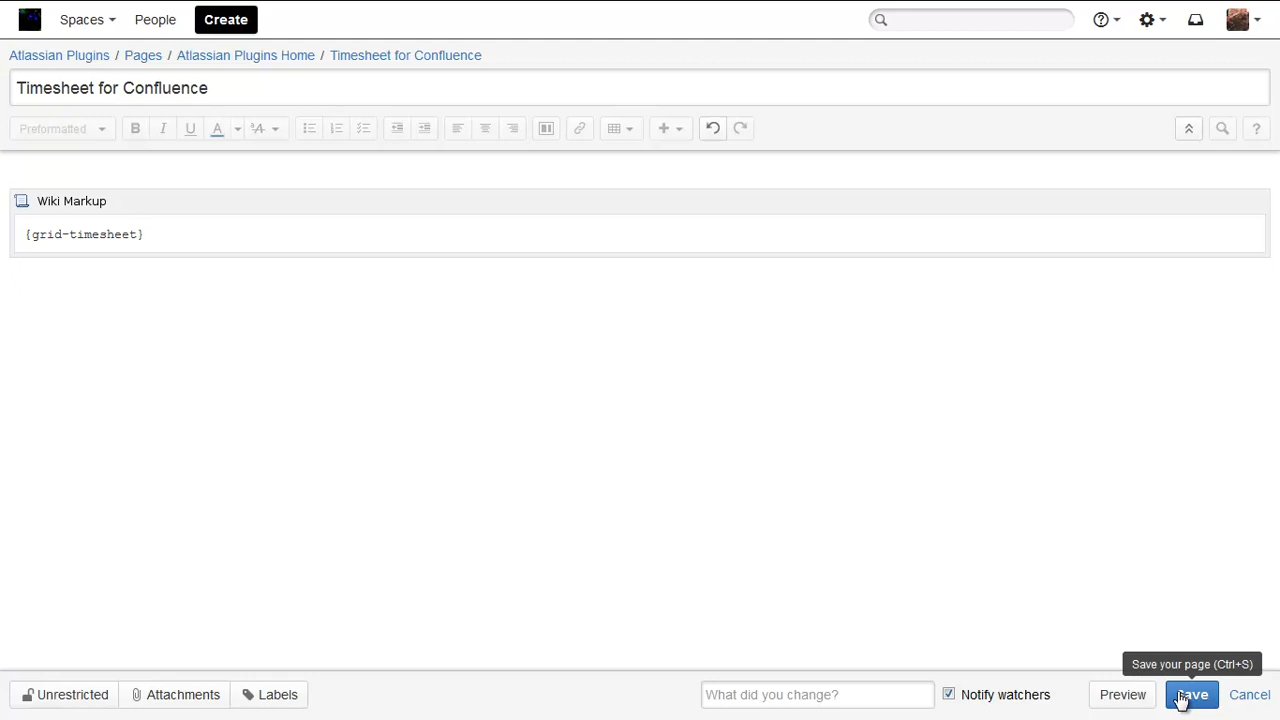 Spaces People Create
Atlassian Plugins / Pages / Atlassian Plugins Home / Timesheet for Confluence
Timesheet for Confluence
Preformatted B I U A A ?
Wiki Markup
{grid-timesheet}
Save your page (Ctrl+S)
Unrestricted Attachments Labels What did you change? Notify watchers Preview Save Cancel